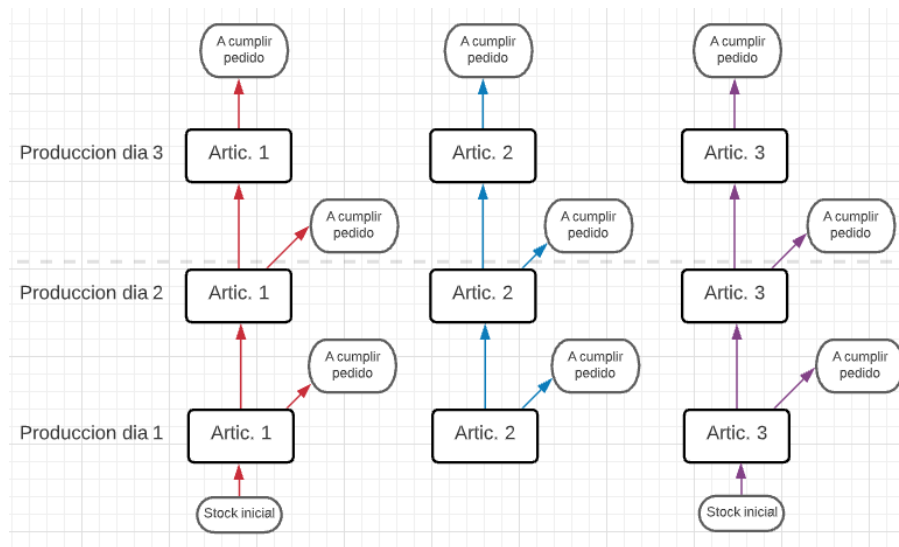 A cumplir
pedido
A cumplir
pedido
A cumplir
pedido
Produccion dia 3
Artic. 1
Artic. 2
Artic. 3
A cumplir
pedido
A cumplir
pedido
A cumplir
pedido
Produccion dia 2
Artic. 1
Artic. 2
Artic. 3
A cumplir
pedido
A cumplir
pedido
A cumplir
pedido
Produccion dia 1
Artic. 1
Artic. 2
Artic. 3
Stock inicial
Stock inicial